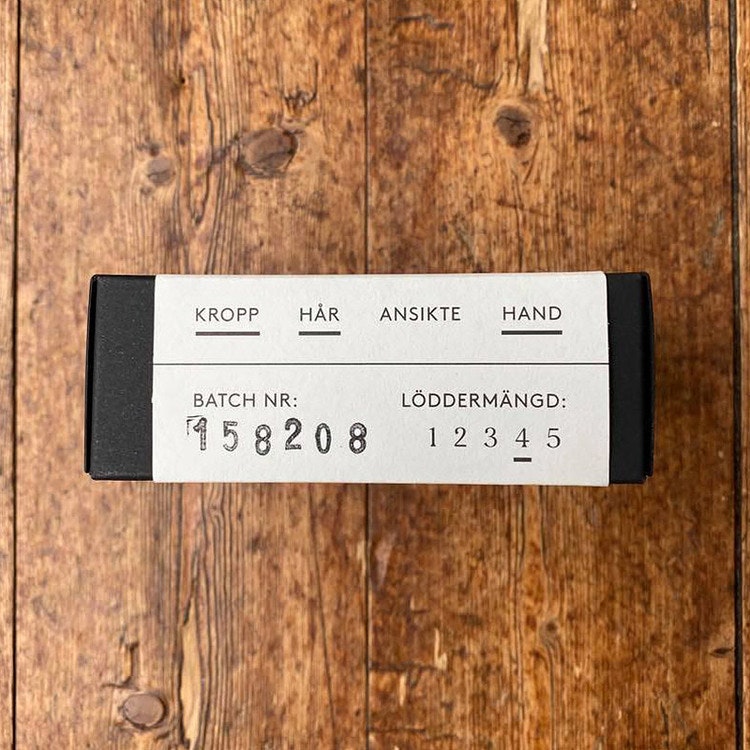 KROPP HÅR ANSIKTE HAND
BATCH NR: LÖDDERMÄNGD:
158208 1 2 3 4 5